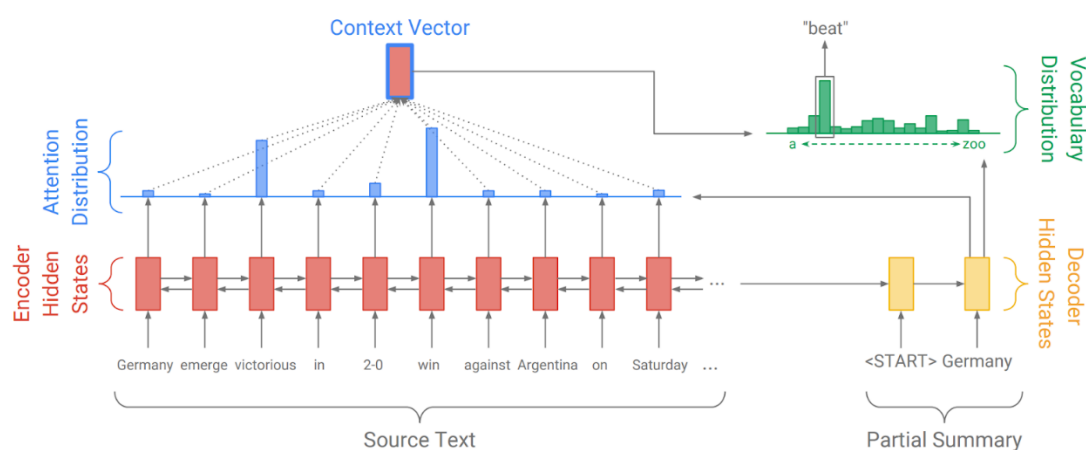 Context Vector
"beat"
a
zoo
Vocabulary
Distribution
Attention
Distribution
Encoder
Hidden
States
...
Decoder
Hidden States
Germany emerge victorious in 2-0 win against Argentina on Saturday ...
<START> Germany
Source Text
Partial Summary